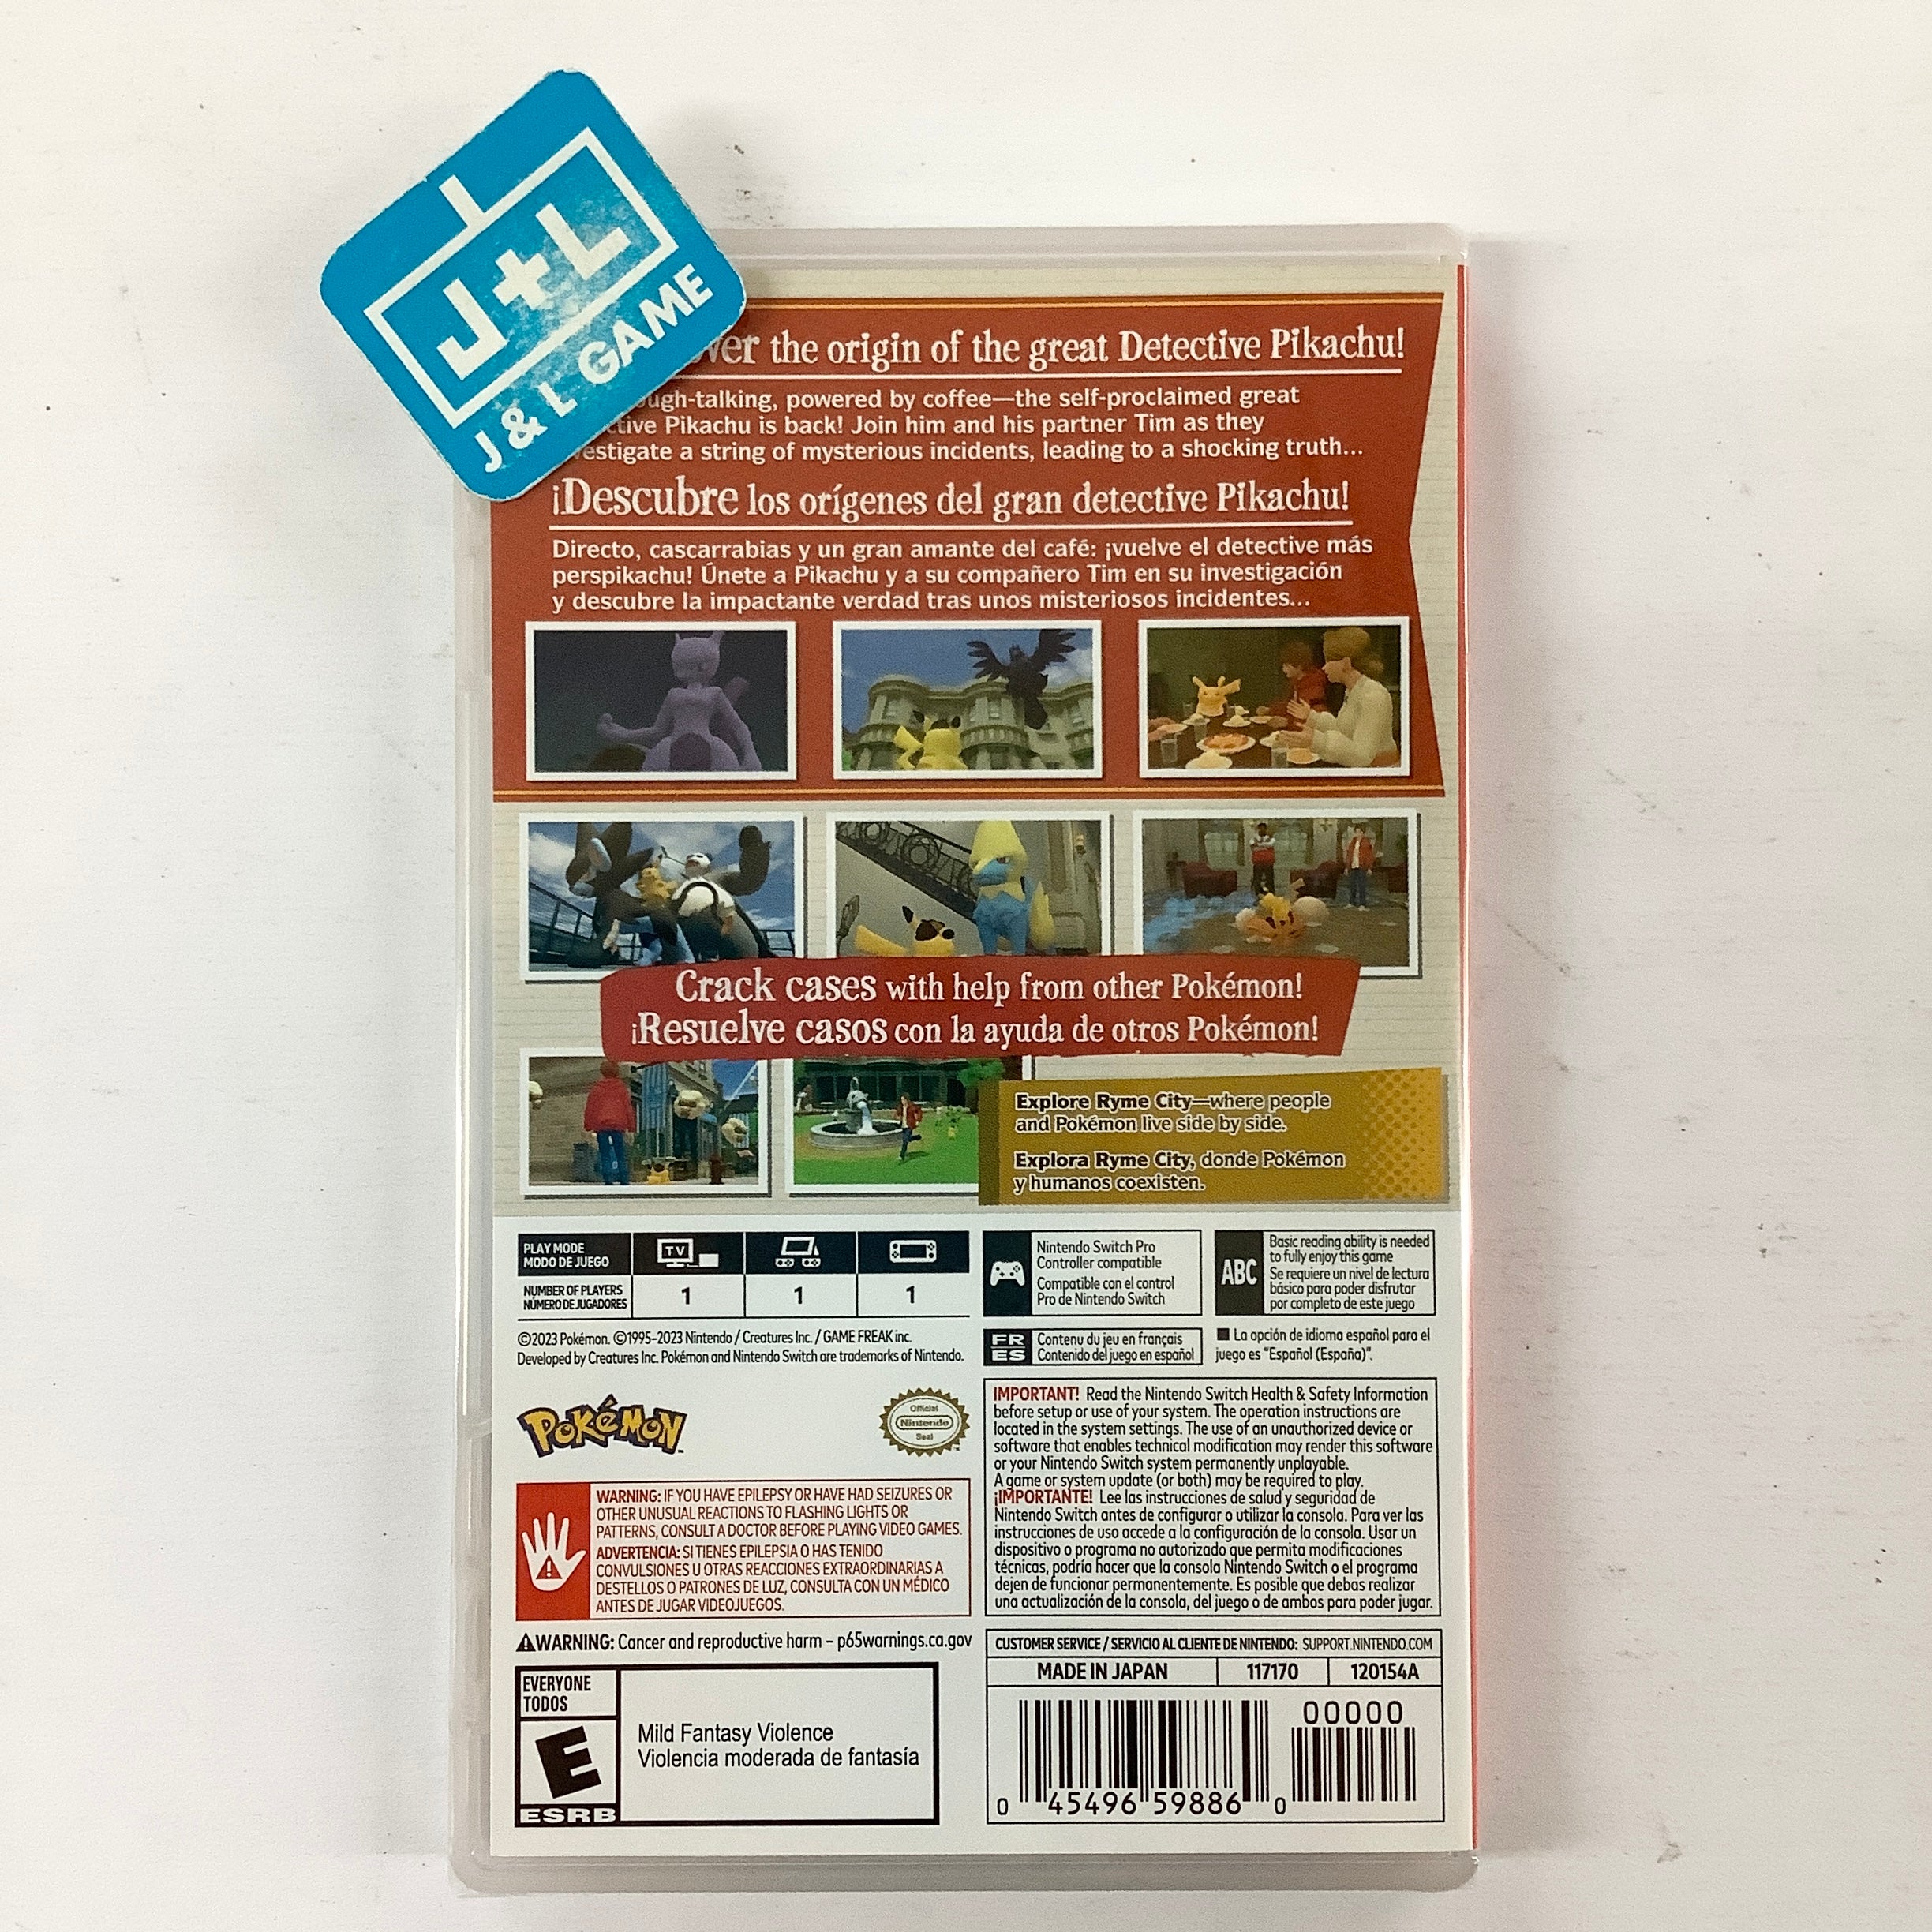 J+L
J & L GAME
the origin of the great Detective Pikachu!
talking, powered by coffee—the self-proclaimed great
Pikachu is back! Join him and his partner Tim as they
a string of mysterious incidents, leading to a shocking truth...
¡Descubre los orígenes del gran detective Pikachu!
Directo, cascarrabias y un gran amante del café: ¡vuelve el detective más
perspikachu! Únete a Pikachu y a su compañero Tim en su investigación
y descubre la impactante verdad tras unos misteriosos incidentes...
Crack cases with help from other Pokémon!
¡Resuelve casos con la ayuda de otros Pokémon!
Explore Ryme City—where people
and Pokémon live side by side.
Explora Ryme City, donde Pokémon
y humanos coexisten.
PLAY MODE
MODO DE JUEGO
TV
NUMBER OF PLAYERS
NÚMERO DE JUGADORES
1 1 1
Nintendo Switch Pro
Controller compatible
Compatible con el control
Pro de Nintendo Switch
ABC
Basic reading ability is needed
to fully enjoy this game
Se requiere un nivel de lectura
básico para poder disfrutar
por completo de este juego
©2023 Pokémon. ©1995–2023 Nintendo / Creatures Inc. / GAME FREAK inc.
Developed by Creatures Inc. Pokémon and Nintendo Switch are trademarks of Nintendo.
FR Contenu du jeu en français
ES Contenido del juego en español
■ La opción de idioma español para el
juego es "Español (España)".
POKéMON
Official
Nintendo
Seal
IMPORTANT! Read the Nintendo Switch Health & Safety Information
before setup or use of your system. The operation instructions are
located in the system settings. The use of an unauthorized device or
software that enables technical modification may render this software
or your Nintendo Switch system permanently unplayable.
A game or system update (or both) may be required to play.
¡IMPORTANTE! Lee las instrucciones de salud y seguridad de
Nintendo Switch antes de configurar o utilizar la consola. Para ver las
instrucciones de uso accede a la configuración de la consola. Usar un
dispositivo o programa no autorizado que permita modificaciones
técnicas, podría hacer que la consola Nintendo Switch o el programa
dejen de funcionar permanentemente. Es posible que debas realizar
una actualización de la consola, del juego o de ambos para poder jugar.
WARNING: IF YOU HAVE EPILEPSY OR HAVE HAD SEIZURES OR
OTHER UNUSUAL REACTIONS TO FLASHING LIGHTS OR
PATTERNS, CONSULT A DOCTOR BEFORE PLAYING VIDEO GAMES.
ADVERTENCIA: SI TIENES EPILEPSIA O HAS TENIDO
CONVULSIONES U OTRAS REACCIONES EXTRAORDINARIAS A
DESTELLOS O PATRONES DE LUZ, CONSULTA CON UN MÉDICO
ANTES DE JUGAR VIDEOJUEGOS.
⚠WARNING: Cancer and reproductive harm – p65warnings.ca.gov
CUSTOMER SERVICE / SERVICIO AL CLIENTE DE NINTENDO: SUPPORT.NINTENDO.COM
MADE IN JAPAN 117170 120154A
EVERYONE
TODOS
E
ESRB
Mild Fantasy Violence
Violencia moderada de fantasía
00000
0 45496 59886 0